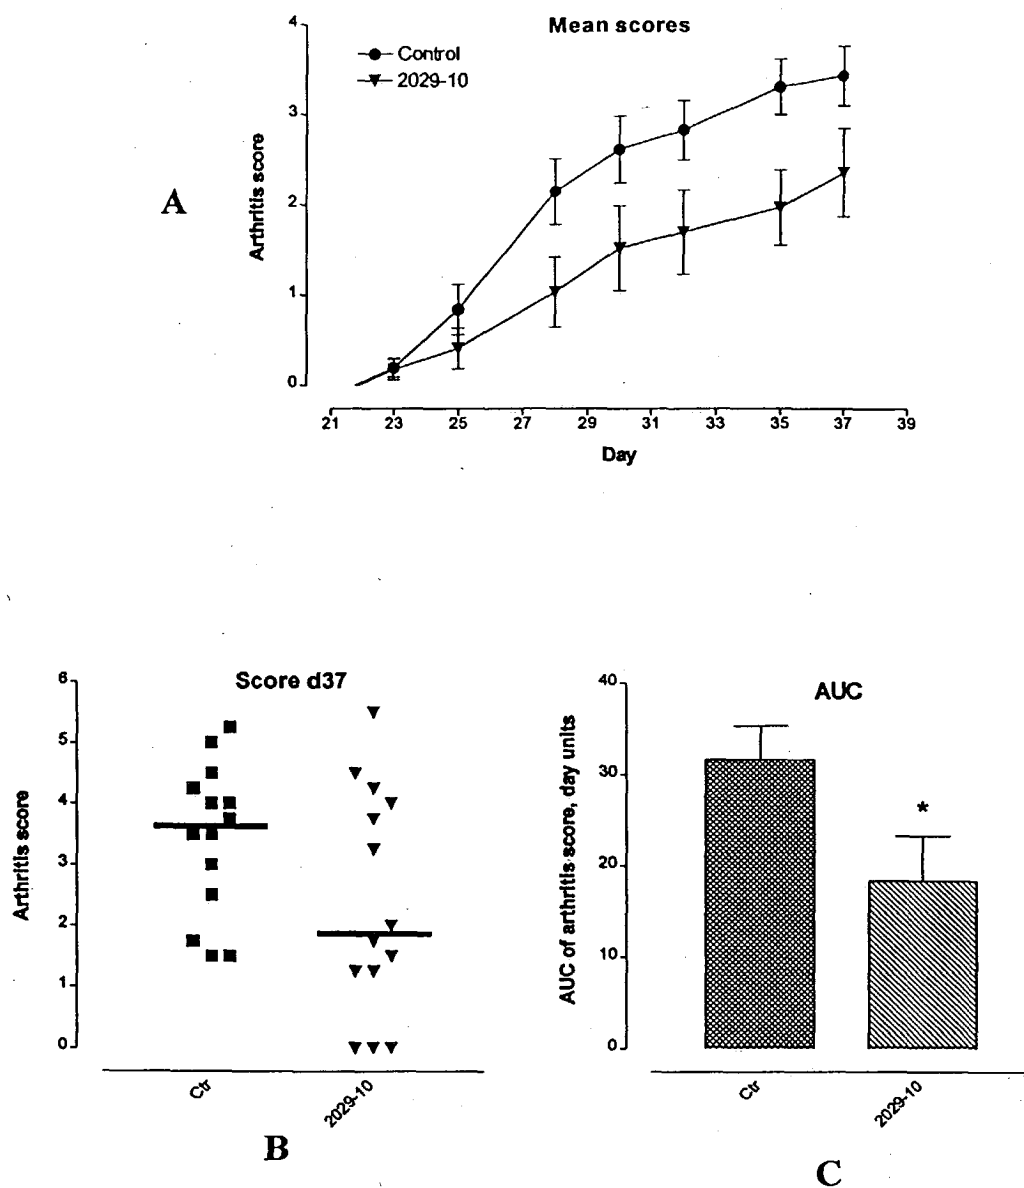 Mean scores
Control
2029-10
4
3
2
1
0
Arthritis score
A
21 23 25 27 29 31 33 35 37 39
Day
Score d37
6
5
4
3
2
1
0
Arthritis score
Ctr
2029-10
B
AUC
40
30
20
10
0
AUC of arthritis score, day units
*
Ctr
2029-10
C